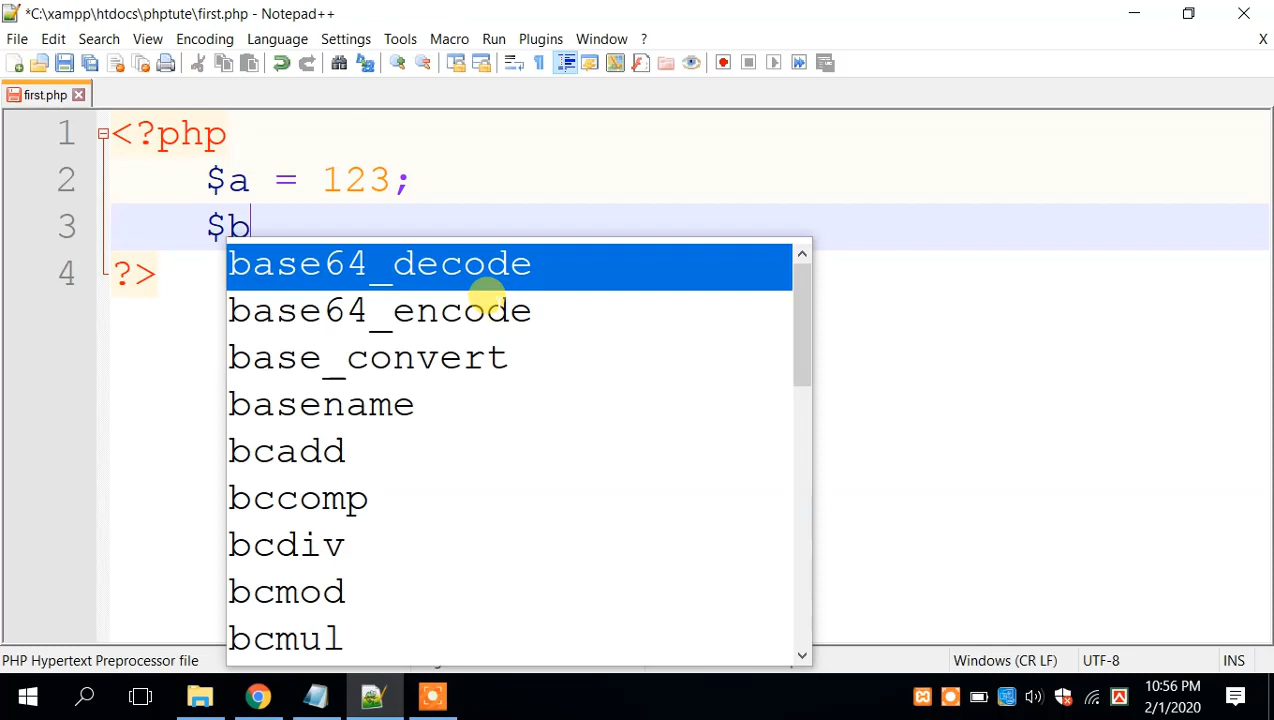 *C:\xampp\htdocs\phptute\first.php - Notepad++
File Edit Search View Encoding Language Settings Tools Macro Run Plugins Window ? X
first.php
1 <?php
2 $a = 123;
3 $b
4 ?>
base64_decode
base64_encode
base_convert
basename
bcadd
bccomp
bcdiv
bcmod
bcmul
PHP Hypertext Preprocessor file Windows (CR LF) UTF-8 INS
10:56 PM
2/1/2020